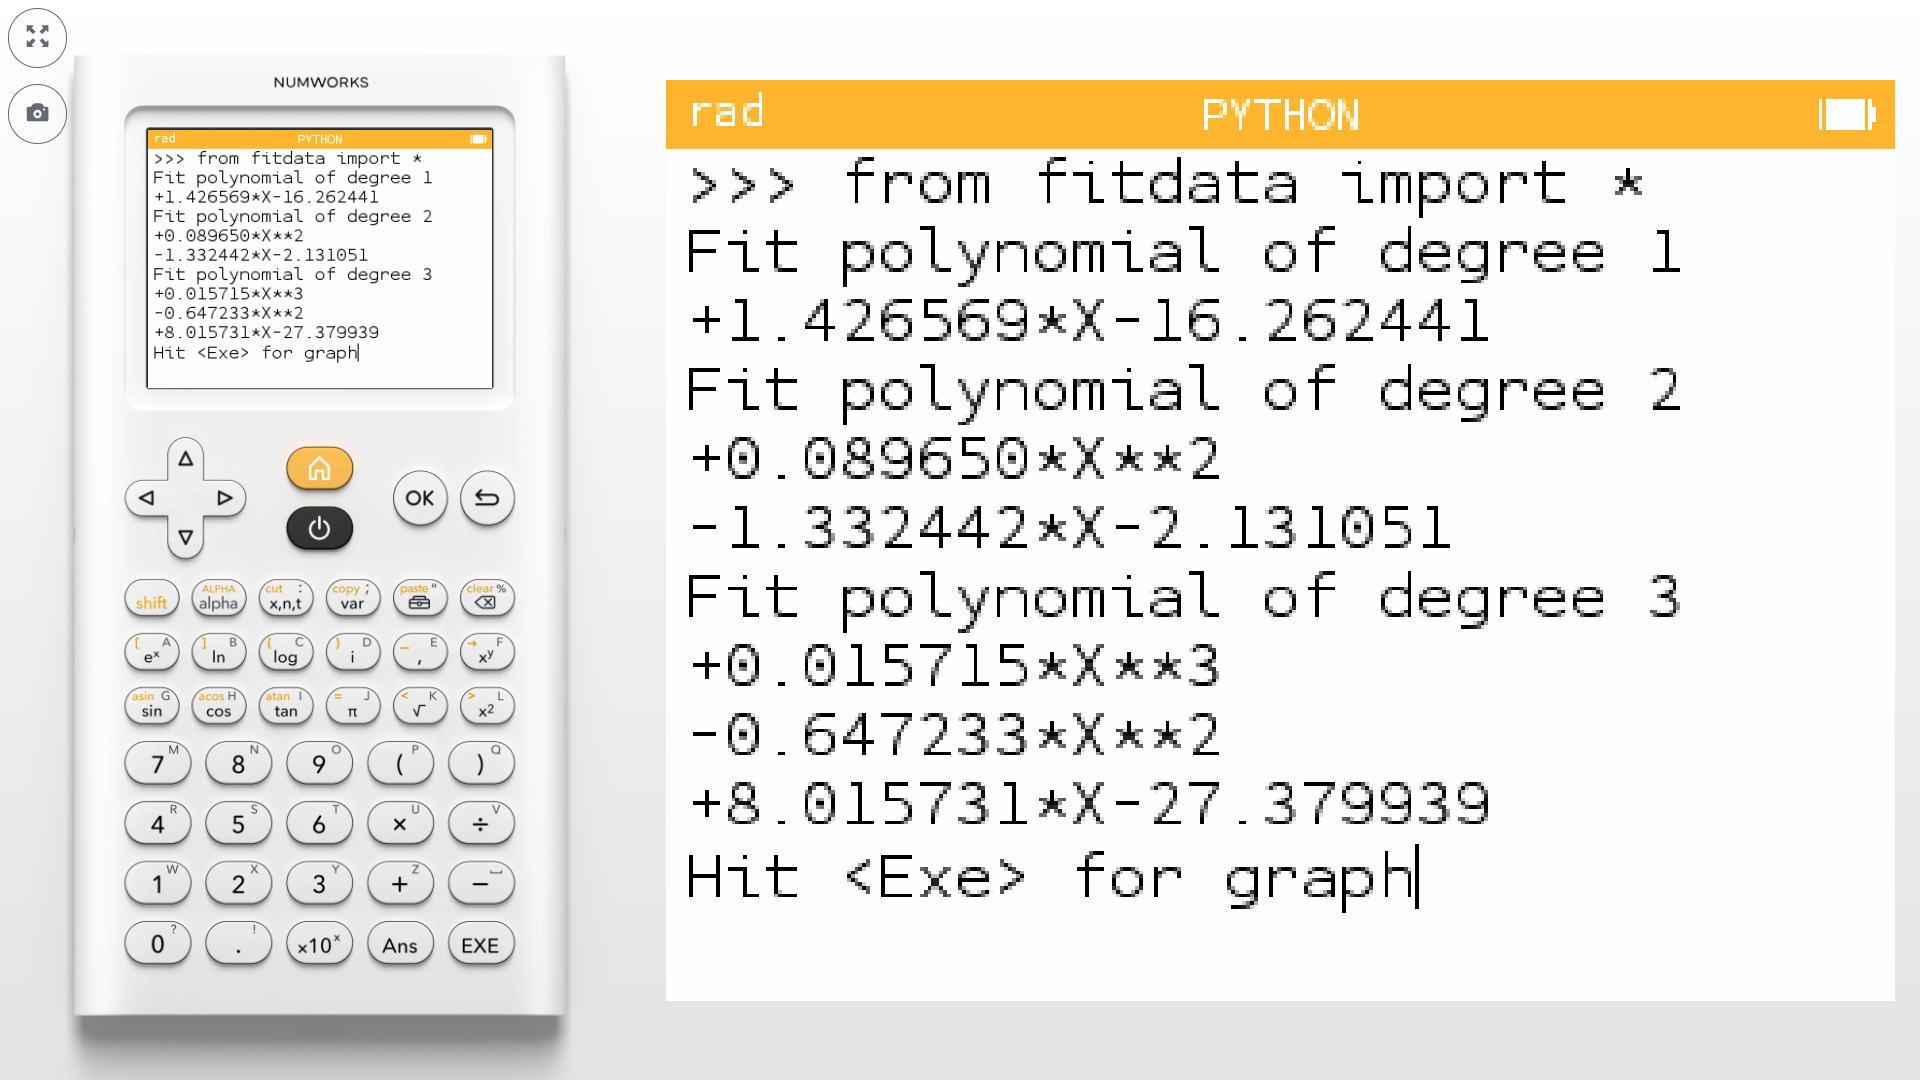 NUMWORKS
rad PYTHON
>>> from fitdata import *
Fit polynomial of degree 1
+1.426569*X-16.262441
Fit polynomial of degree 2
+0.089650*X**2
-1.332442*X-2.131051
Fit polynomial of degree 3
+0.015715*X**3
-0.647233*X**2
+8.015731*X-27.379939
Hit <Exe> for graph
OK
shift
ALPHA alpha
cut : x,n,t
copy ; var
paste "
clear %
[ A eˣ
] B ln
{ C log
} D i
_ E ,
→ F xʸ
asin G sin
acos H cos
atan I tan
= J π
< K √
> L x²
7 M
8 N
9 O
( P
) Q
4 R
5 S
6 T
× U
÷ V
1 W
2 X
3 Y
+ Z
− ⎵
0 ?
. !
×10ˣ
Ans
EXE
rad PYTHON
>>> from fitdata import *
Fit polynomial of degree 1
+1.426569*X-16.262441
Fit polynomial of degree 2
+0.089650*X**2
-1.332442*X-2.131051
Fit polynomial of degree 3
+0.015715*X**3
-0.647233*X**2
+8.015731*X-27.379939
Hit <Exe> for graph